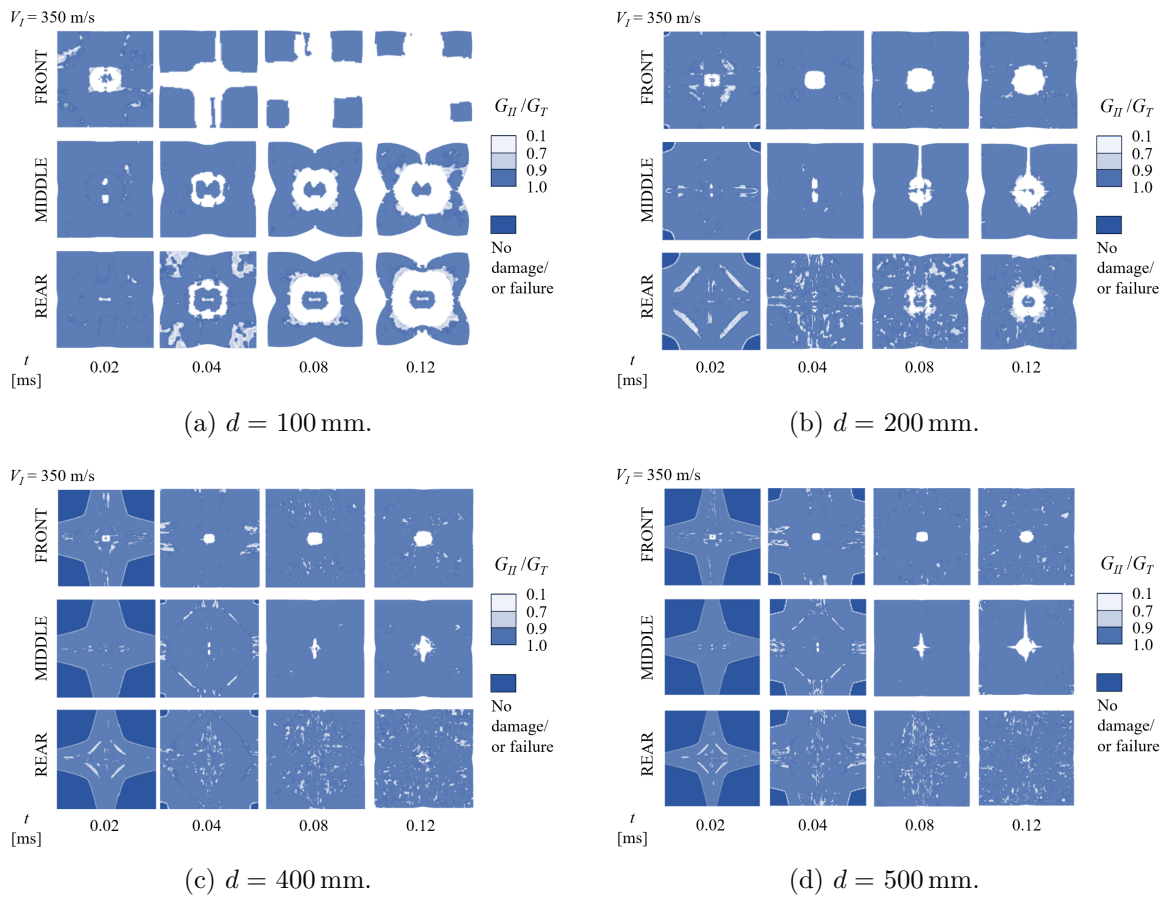 V_I = 350 m/s
FRONT
MIDDLE
REAR
G_II /G_T
0.1
0.7
0.9
1.0
No
damage/
or failure
t
[ms]
0.02 0.04 0.08 0.12
(a) d = 100 mm.
V_I = 350 m/s
FRONT
MIDDLE
REAR
G_II /G_T
0.1
0.7
0.9
1.0
No
damage/
or failure
t
[ms]
0.02 0.04 0.08 0.12
(b) d = 200 mm.
V_I = 350 m/s
FRONT
MIDDLE
REAR
G_II /G_T
0.1
0.7
0.9
1.0
No
damage/
or failure
t
[ms]
0.02 0.04 0.08 0.12
(c) d = 400 mm.
V_I = 350 m/s
FRONT
MIDDLE
REAR
G_II /G_T
0.1
0.7
0.9
1.0
No
damage/
or failure
t
[ms]
0.02 0.04 0.08 0.12
(d) d = 500 mm.